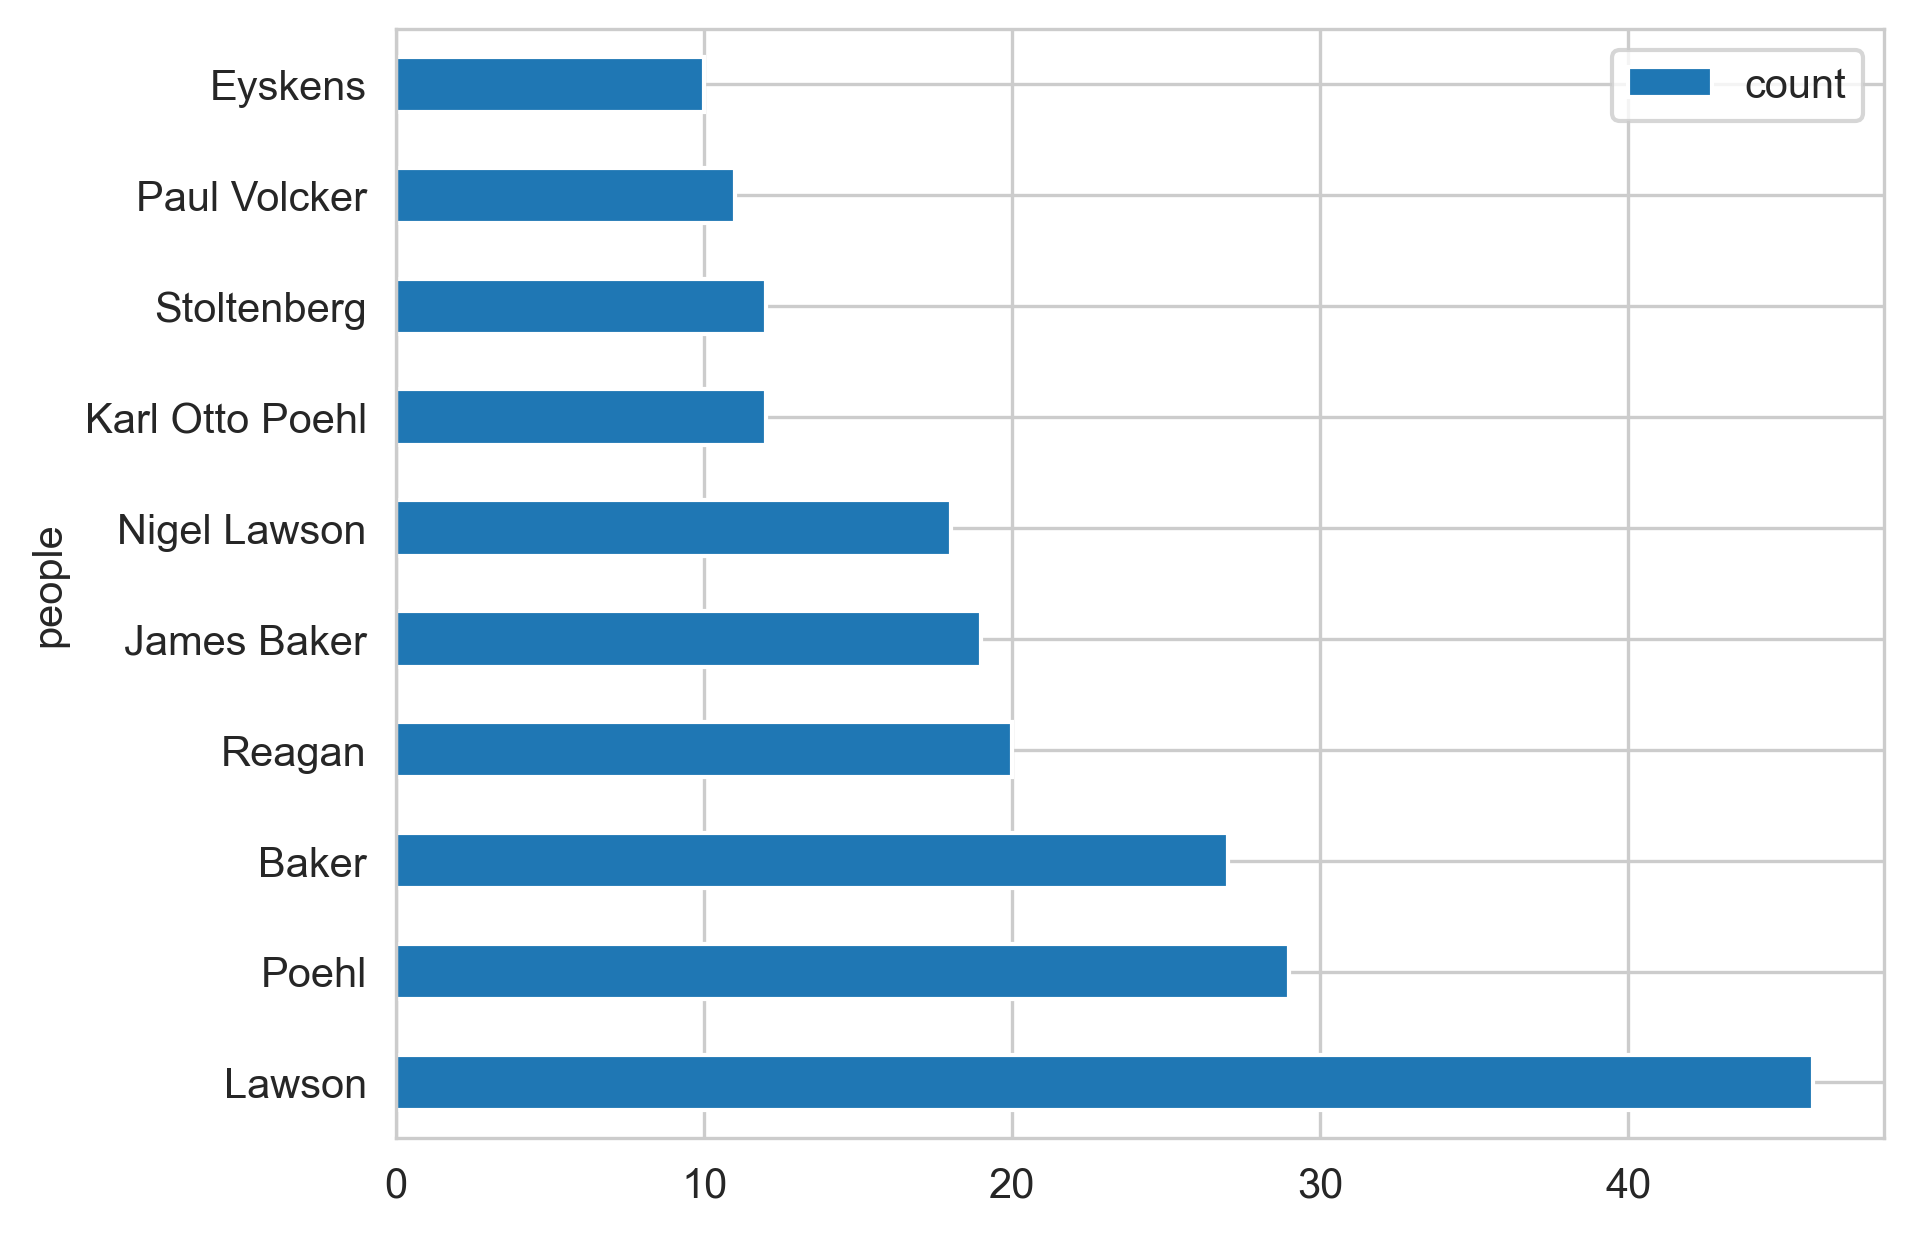 count
Eyskens
Paul Volcker
Stoltenberg
Karl Otto Poehl
Nigel Lawson
James Baker
Reagan
Baker
Poehl
Lawson
people
0 10 20 30 40